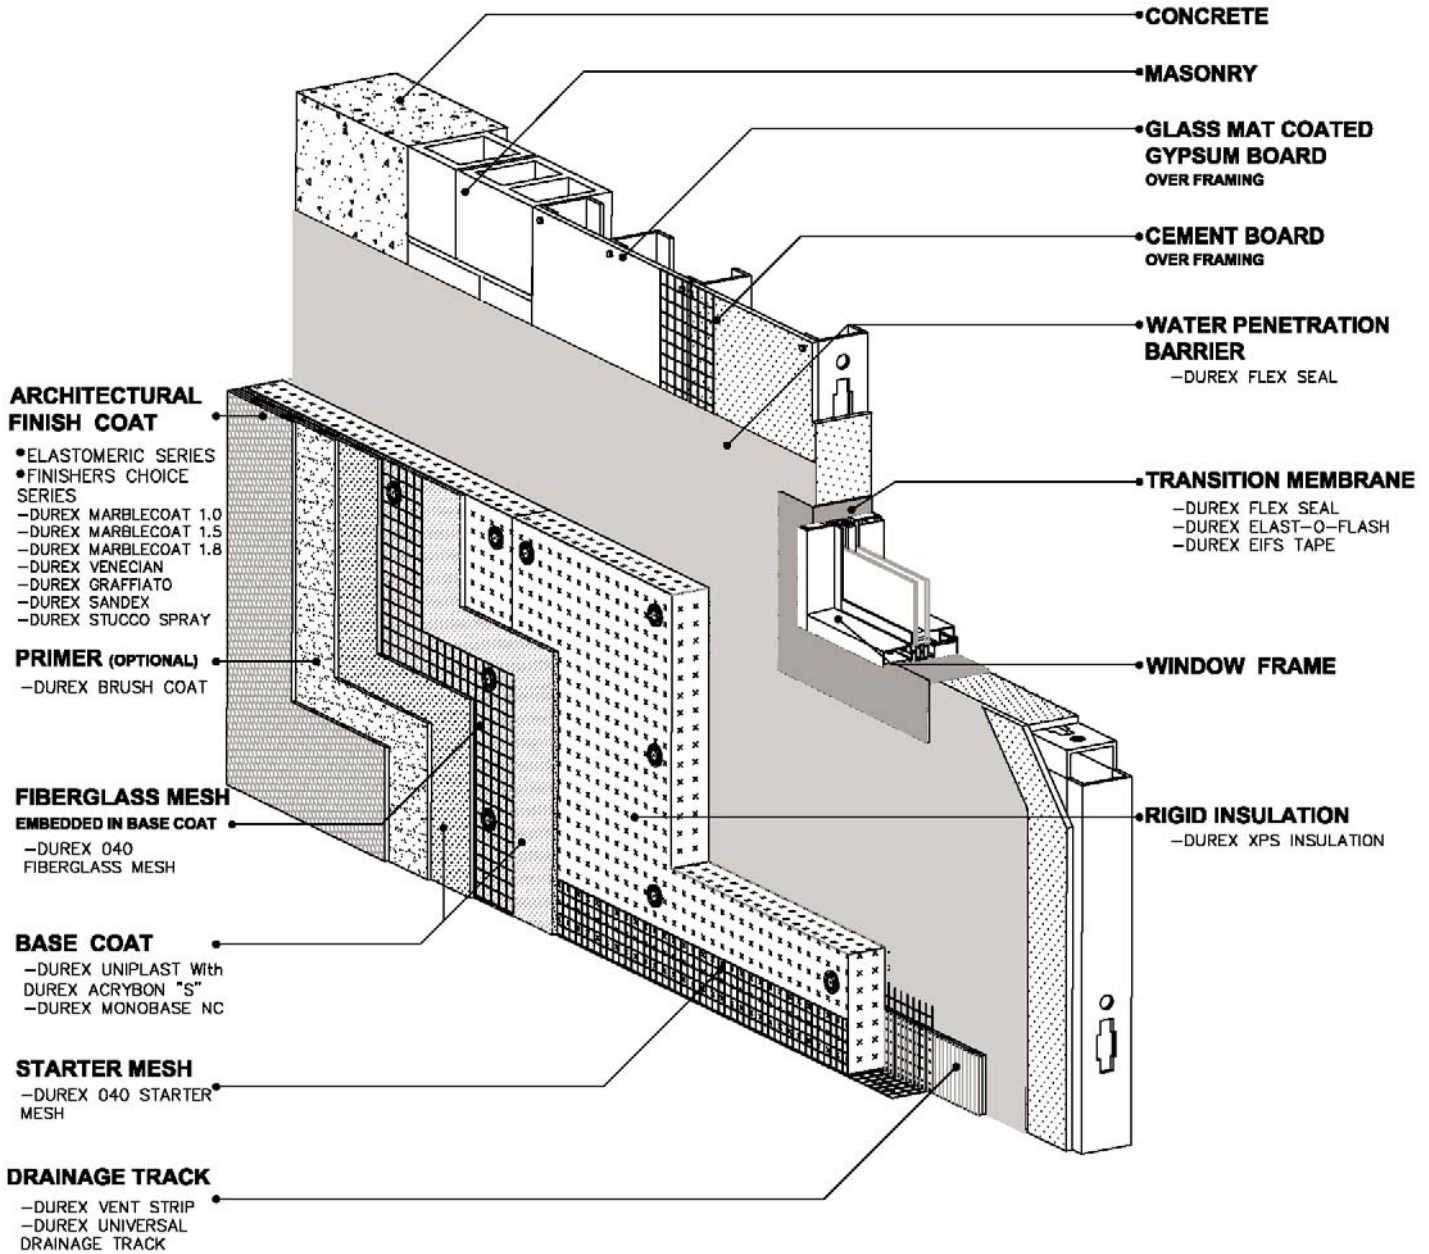 CONCRETE
MASONRY
GLASS MAT COATED
GYPSUM BOARD
OVER FRAMING
CEMENT BOARD
OVER FRAMING
WATER PENETRATION
BARRIER
-DUREX FLEX SEAL
TRANSITION MEMBRANE
-DUREX FLEX SEAL
-DUREX ELAST-O-FLASH
-DUREX EIFS TAPE
WINDOW FRAME
RIGID INSULATION
-DUREX XPS INSULATION
ARCHITECTURAL
FINISH COAT
•ELASTOMERIC SERIES
•FINISHERS CHOICE
SERIES
-DUREX MARBLECOAT 1.0
-DUREX MARBLECOAT 1.5
-DUREX MARBLECOAT 1.8
-DUREX VENECIAN
-DUREX GRAFFIATO
-DUREX SANDEX
-DUREX STUCCO SPRAY
PRIMER (OPTIONAL)
-DUREX BRUSH COAT
FIBERGLASS MESH
EMBEDDED IN BASE COAT
-DUREX 040
FIBERGLASS MESH
BASE COAT
-DUREX UNIPLAST With
DUREX ACRYBON "S"
-DUREX MONOBASE NC
STARTER MESH
-DUREX 040 STARTER
MESH
DRAINAGE TRACK
-DUREX VENT STRIP
-DUREX UNIVERSAL
DRAINAGE TRACK